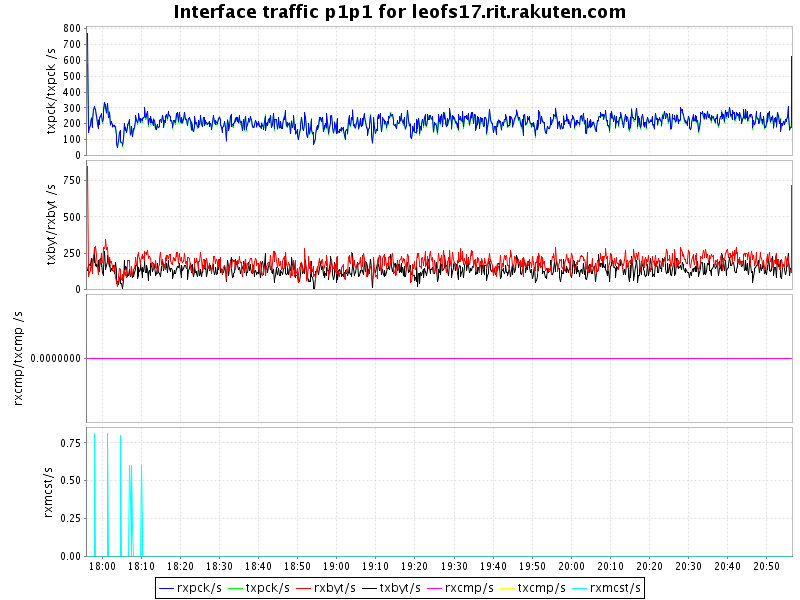 Interface traffic p1p1 for leofs17.rit.rakuten.com
txpck/txpck /s
800
700
600
500
400
300
200
100
0
txbyt/rxbyt /s
750
500
250
0
rxcmp/txcmp /s
0.0000000
rxmcst/s
0.75
0.50
0.25
0.00
18:00 18:10 18:20 18:30 18:40 18:50 19:00 19:10 19:20 19:30 19:40 19:50 20:00 20:10 20:20 20:30 20:40 20:50
rxpck/s txpck/s rxbyt/s txbyt/s rxcmp/s txcmp/s rxmcst/s